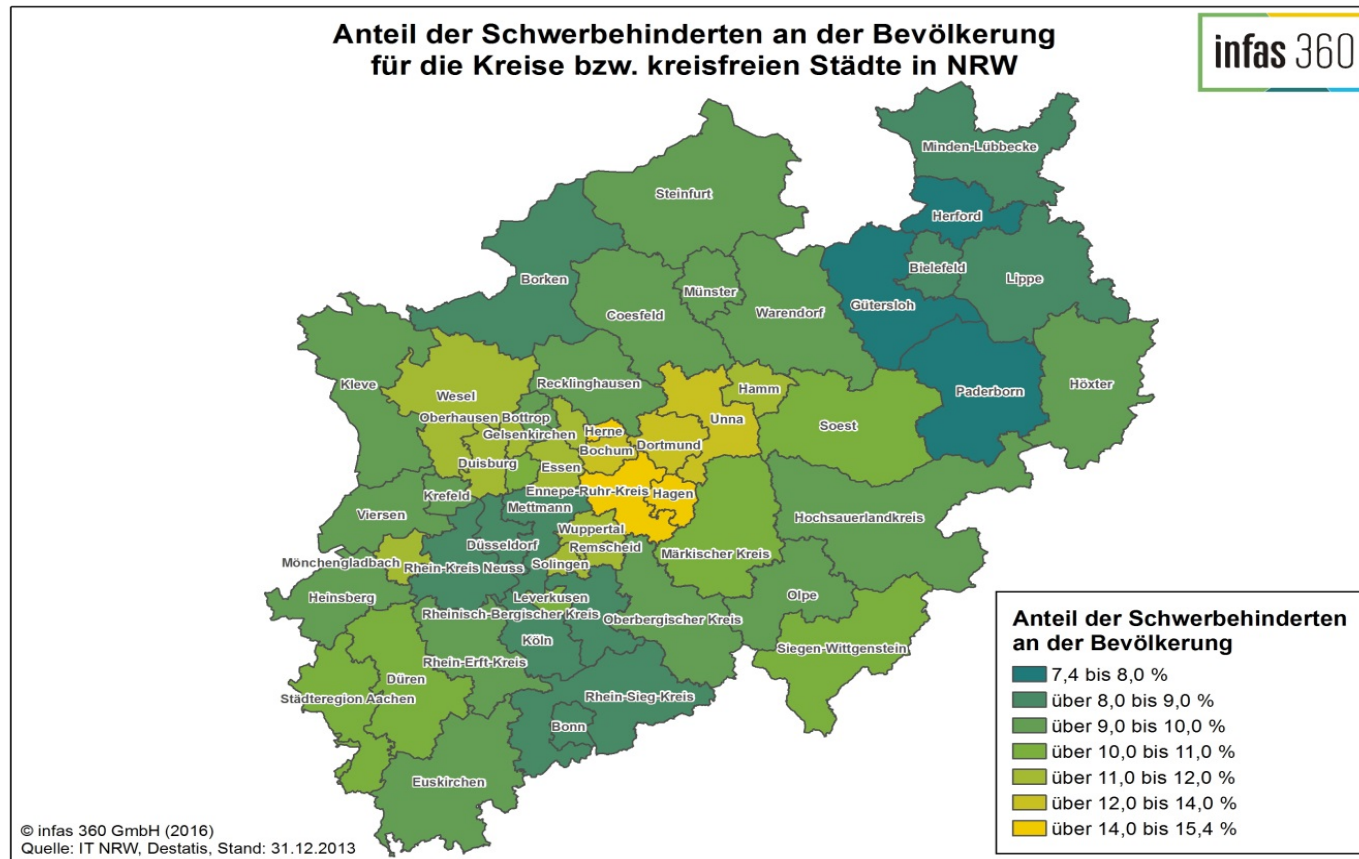 Anteil der Schwerbehinderten an der Bevölkerung
für die Kreise bzw. kreisfreien Städte in NRW
infas 360
Minden-Lübbecke
Steinfurt
Herford
Bielefeld
Lippe
Borken
Münster
Gütersloh
Coesfeld
Warendorf
Kleve
Recklinghausen
Hamm
Paderborn
Höxter
Wesel
Oberhausen Bottrop
Unna
Soest
Gelsenkirchen
Herne
Dortmund
Bochum
Duisburg
Essen
Ennepe-Ruhr-Kreis
Hagen
Krefeld
Mettmann
Viersen
Hochsauerlandkreis
Wuppertal
Düsseldorf
Remscheid
Märkischer Kreis
Mönchengladbach
Rhein-Kreis Neuss
Solingen
Heinsberg
Leverkusen
Olpe
Rheinisch-Bergischer Kreis
Oberbergischer Kreis
Köln
Siegen-Wittgenstein
Rhein-Erft-Kreis
Düren
Städteregion Aachen
Rhein-Sieg-Kreis
Bonn
Euskirchen
Anteil der Schwerbehinderten
an der Bevölkerung
7,4 bis 8,0 %
über 8,0 bis 9,0 %
über 9,0 bis 10,0 %
über 10,0 bis 11,0 %
über 11,0 bis 12,0 %
über 12,0 bis 14,0 %
über 14,0 bis 15,4 %
© infas 360 GmbH (2016)
Quelle: IT NRW, Destatis, Stand: 31.12.2013